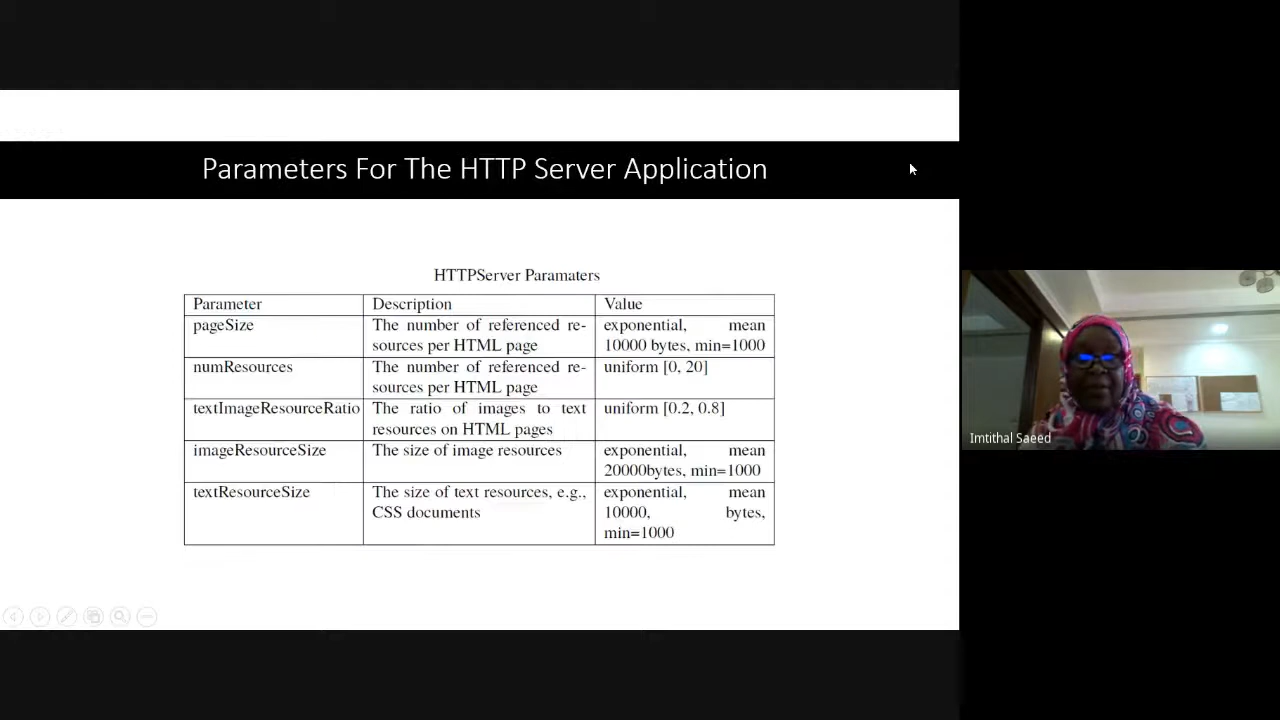 Parameters For The HTTP Server Application
HTTPServer Paramaters
Parameter Description Value
pageSize The number of referenced re- exponential, mean
sources per HTML page 10000 bytes, min=1000
numResources The number of referenced re- uniform [0, 20]
sources per HTML page
textImageResourceRatio The ratio of images to text uniform [0.2, 0.8]
resources on HTML pages
imageResourceSize The size of image resources exponential, mean
20000bytes, min=1000
textResourceSize The size of text resources, e.g., exponential, mean
CSS documents 10000, bytes,
min=1000
Imtithal Saeed